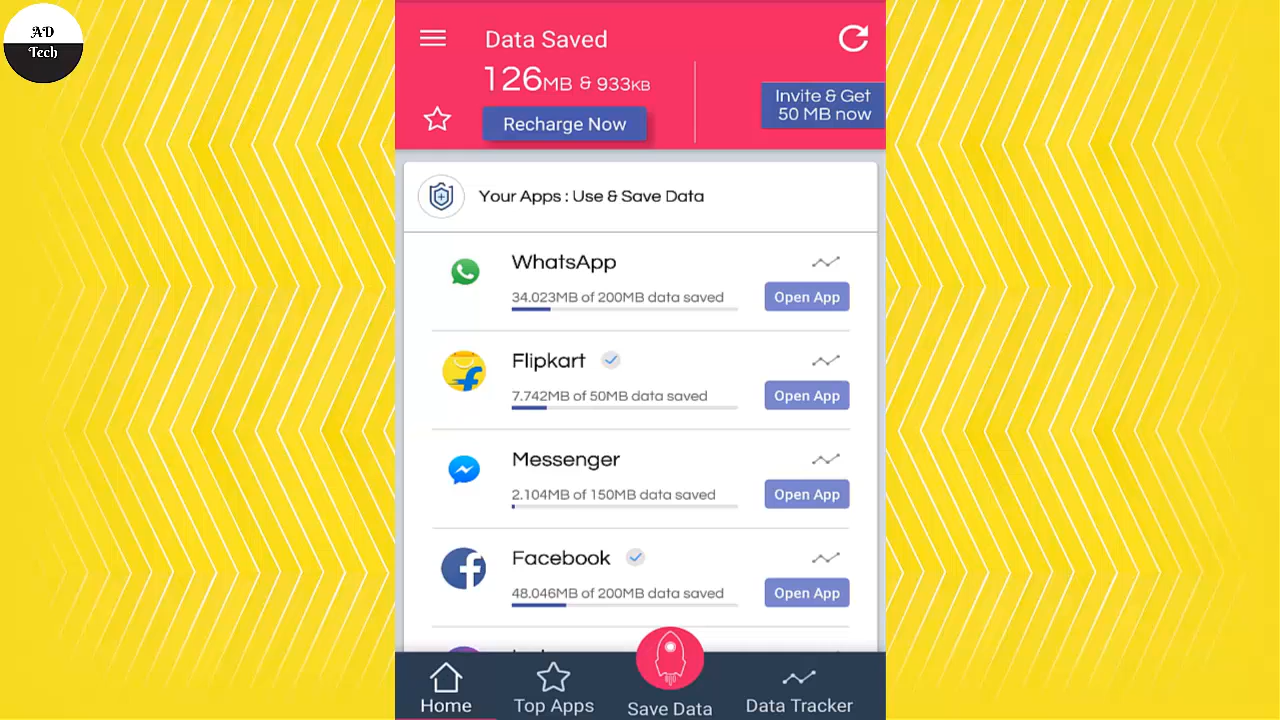 AD
Tech
Data Saved
126MB & 933KB
Recharge Now
Invite & Get
50 MB now
Your Apps : Use & Save Data
WhatsApp
34.023MB of 200MB data saved
Open App
Flipkart
7.742MB of 50MB data saved
Open App
Messenger
2.104MB of 150MB data saved
Open App
Facebook
48.046MB of 200MB data saved
Open App
Home
Top Apps
Save Data
Data Tracker